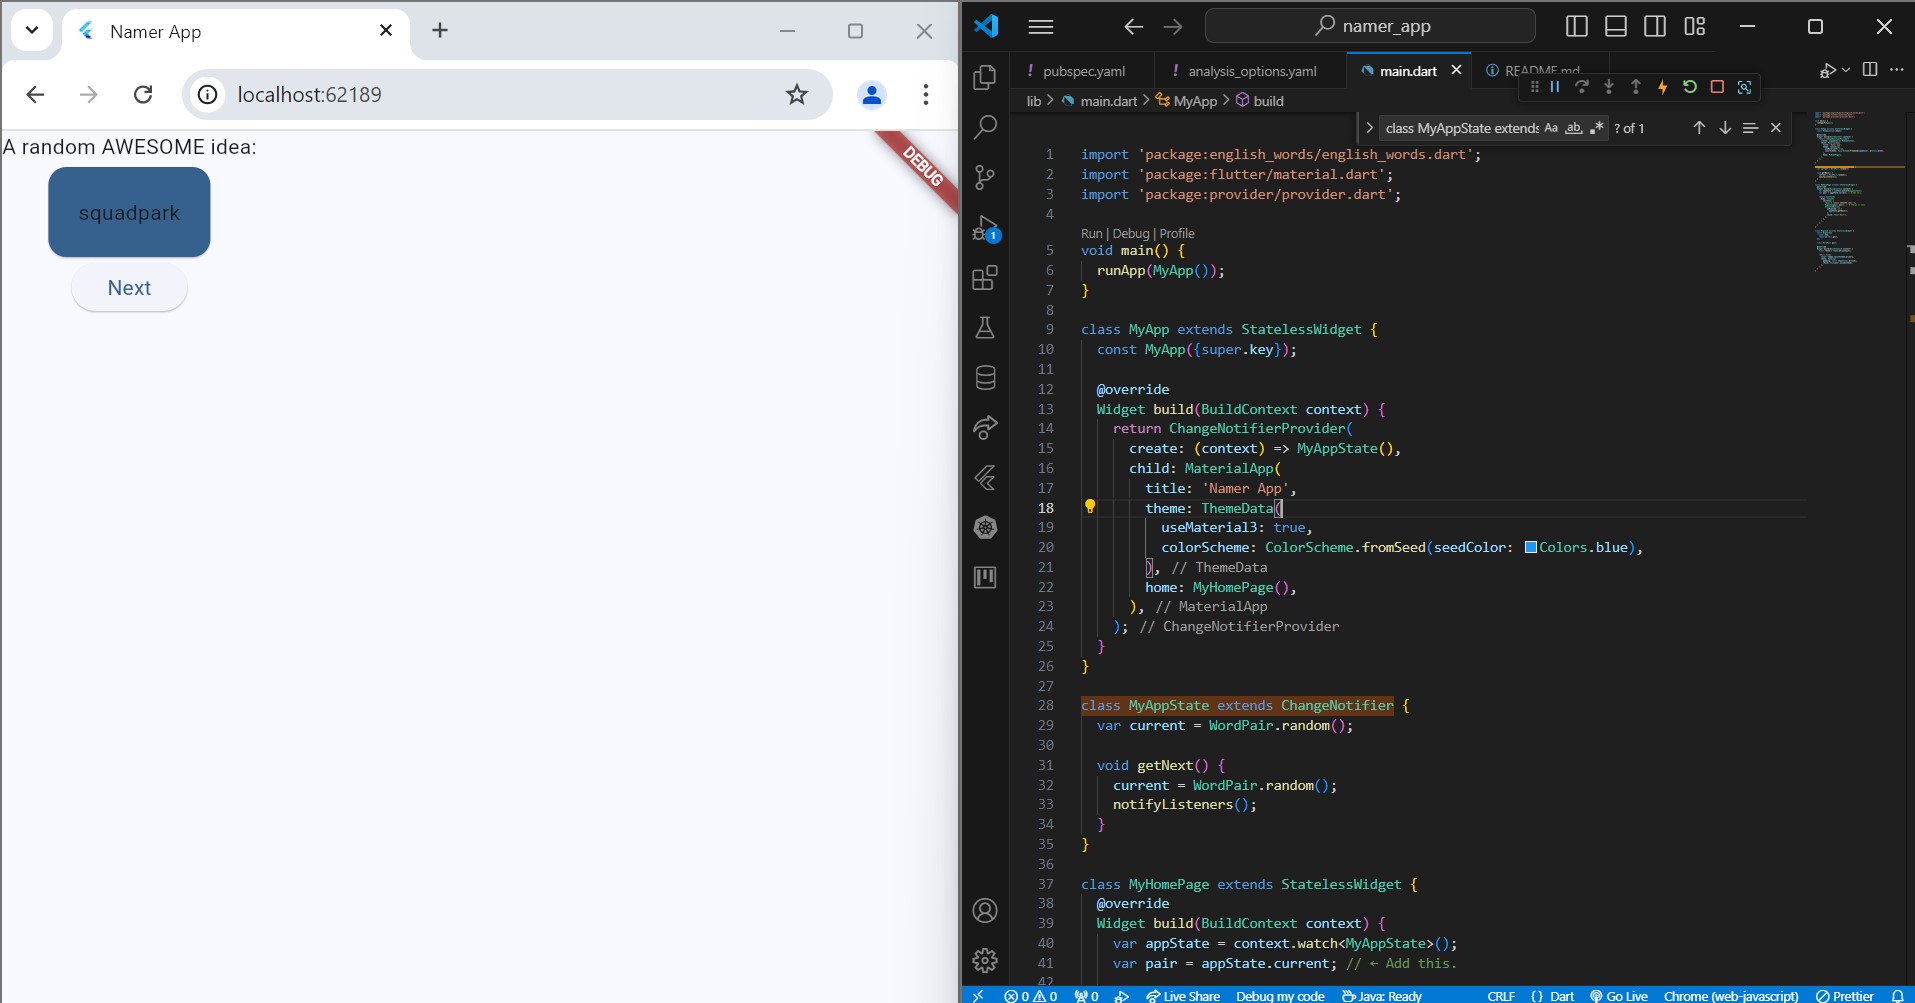 Namer App
localhost:62189
A random AWESOME idea:
DEBUG
squadpark
Next
namer_app
! pubspec.yaml
! analysis_options.yaml
main.dart
README.md
lib > main.dart > MyApp > build
class MyAppState extends Aa ab .* ? of 1
1 import 'package:english_words/english_words.dart';
2 import 'package:flutter/material.dart';
3 import 'package:provider/provider.dart';
4
Run | Debug | Profile
5 void main() {
6 runApp(MyApp());
7 }
8
9 class MyApp extends StatelessWidget {
10 const MyApp({super.key});
11
12 @override
13 Widget build(BuildContext context) {
14 return ChangeNotifierProvider(
15 create: (context) => MyAppState(),
16 child: MaterialApp(
17 title: 'Namer App',
18 theme: ThemeData(
19 useMaterial3: true,
20 colorScheme: ColorScheme.fromSeed(seedColor: Colors.blue),
21 ), // ThemeData
22 home: MyHomePage(),
23 ), // MaterialApp
24 ); // ChangeNotifierProvider
25 }
26 }
27
28 class MyAppState extends ChangeNotifier {
29 var current = WordPair.random();
30
31 void getNext() {
32 current = WordPair.random();
33 notifyListeners();
34 }
35 }
36
37 class MyHomePage extends StatelessWidget {
38 @override
39 Widget build(BuildContext context) {
40 var appState = context.watch<MyAppState>();
41 var pair = appState.current; // ← Add this.
42
1
0 0 0 Live Share Debug my code Java: Ready CRLF {} Dart Go Live Chrome (web-javascript) Prettier